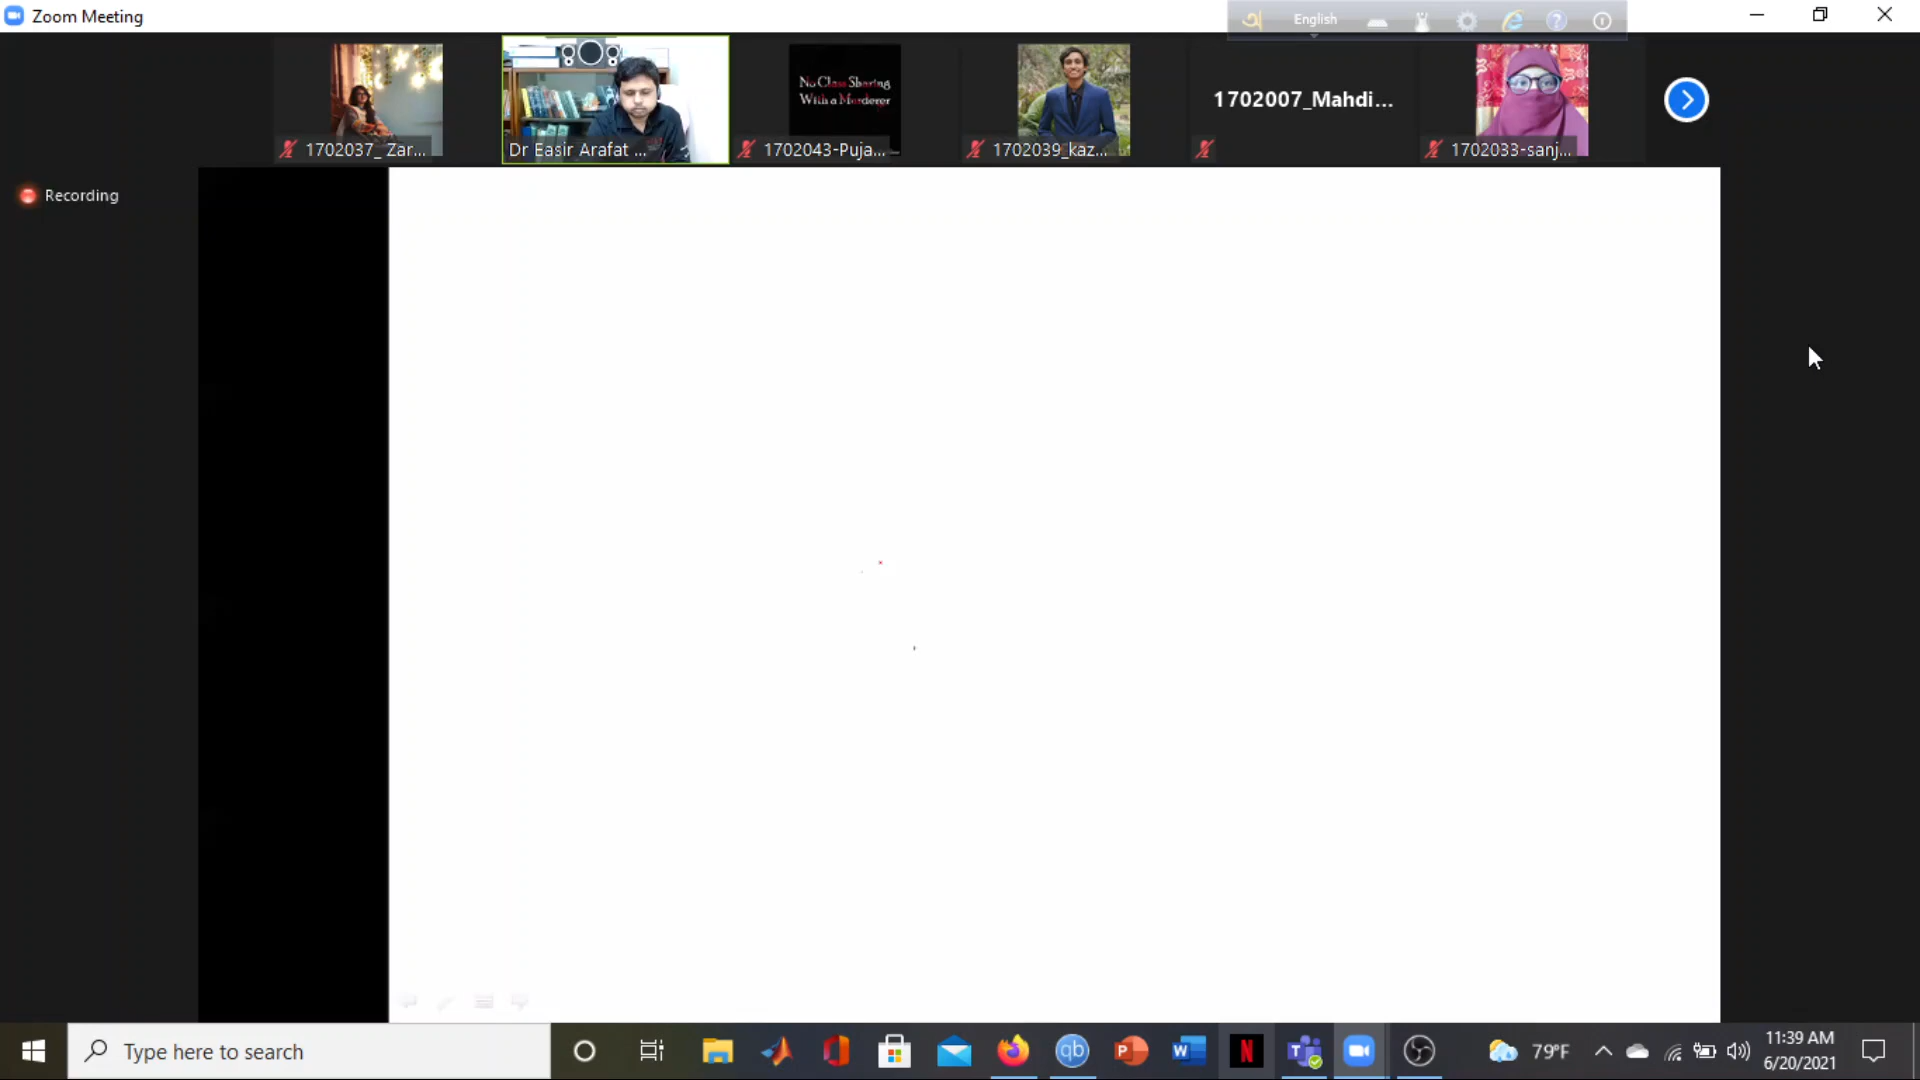 Zoom Meeting
English
No Class Sharing
With a Murderer
1702007_Mahdi...
1702037_ Zar...
Dr Easir Arafat ...
1702043-Puja...
1702039_kaz...
1702033-sanj...
Recording
Type here to search
79°F
11:39 AM
6/20/2021